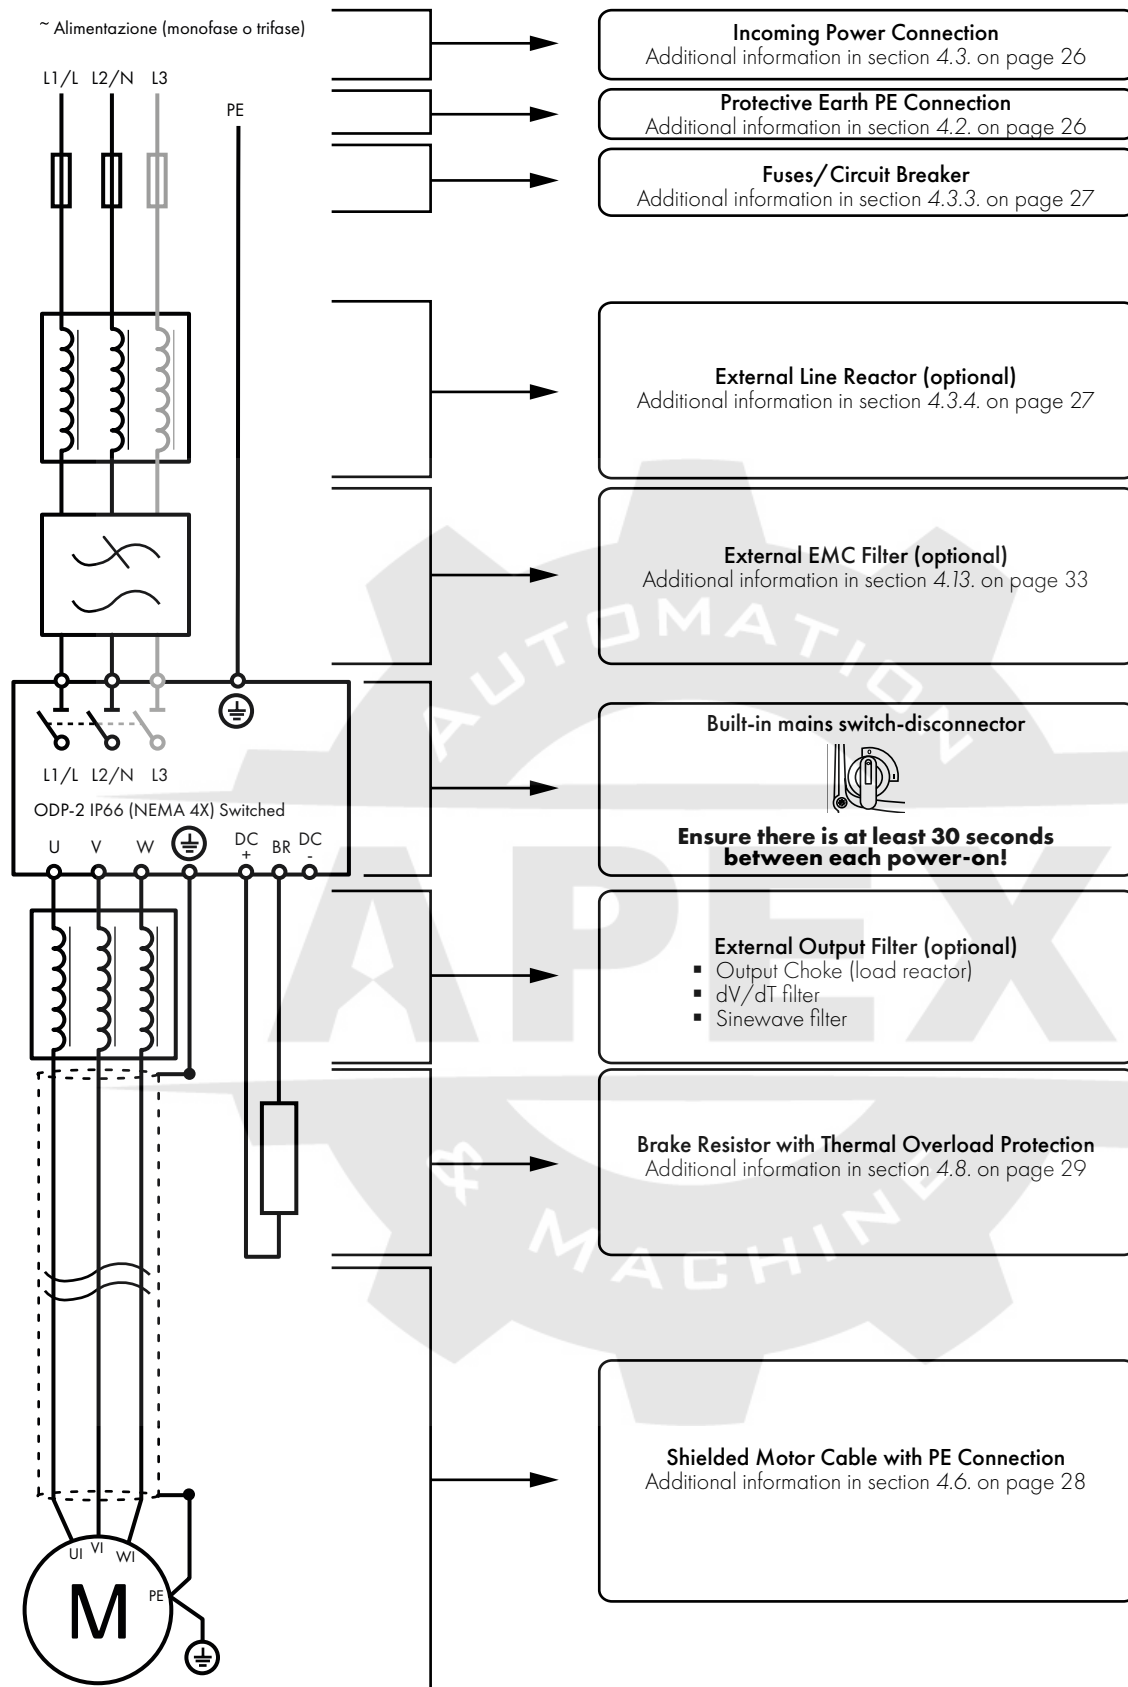 ~ Alimentazione (monofase o trifase)
L1/L L2/N L3
PE
Incoming Power Connection
Additional information in section 4.3. on page 26
Protective Earth PE Connection
Additional information in section 4.2. on page 26
Fuses/Circuit Breaker
Additional information in section 4.3.3. on page 27
External Line Reactor (optional)
Additional information in section 4.3.4. on page 27
External EMC Filter (optional)
Additional information in section 4.13. on page 33
L1/L L2/N L3
ODP-2 IP66 (NEMA 4X) Switched
U V W DC + BR DC -
Built-in mains switch-disconnector
O
I
Ensure there is at least 30 seconds
between each power-on!
External Output Filter (optional)
▪ Output Choke (load reactor)
▪ dV/dT filter
▪ Sinewave filter
Brake Resistor with Thermal Overload Protection
Additional information in section 4.8. on page 29
Shielded Motor Cable with PE Connection
Additional information in section 4.6. on page 28
UI VI WI
M
PE
AUTOMATION
APEX
& MACHINE